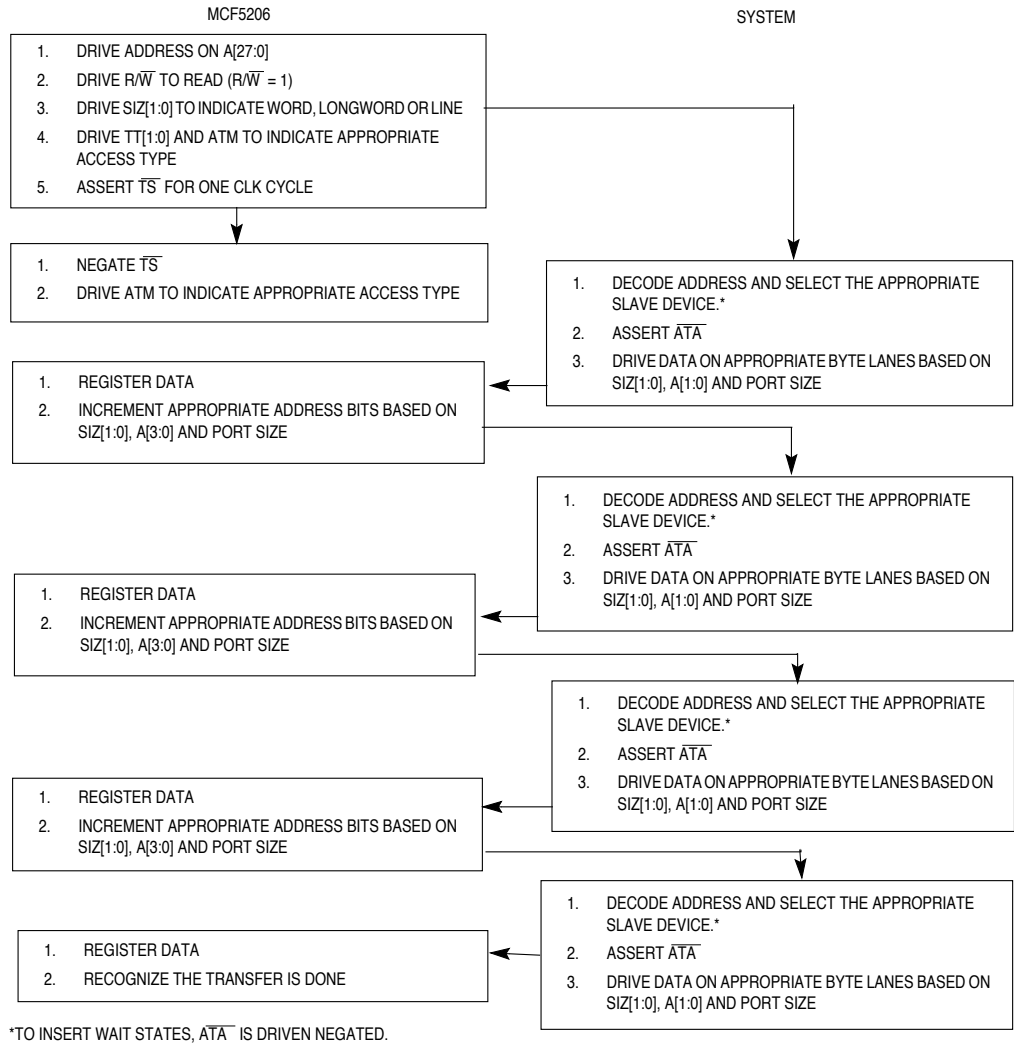 MCF5206
SYSTEM
1. DRIVE ADDRESS ON A[27:0]
2. DRIVE R/W̅ TO READ (R/W̅ = 1)
3. DRIVE SIZ[1:0] TO INDICATE WORD, LONGWORD OR LINE
4. DRIVE TT[1:0] AND ATM TO INDICATE APPROPRIATE
ACCESS TYPE
5. ASSERT T̅S̅ FOR ONE CLK CYCLE
1. NEGATE T̅S̅
2. DRIVE ATM TO INDICATE APPROPRIATE ACCESS TYPE
1. DECODE ADDRESS AND SELECT THE APPROPRIATE
SLAVE DEVICE.*
2. ASSERT A̅T̅A̅
3. DRIVE DATA ON APPROPRIATE BYTE LANES BASED ON
SIZ[1:0], A[1:0] AND PORT SIZE
1. REGISTER DATA
2. INCREMENT APPROPRIATE ADDRESS BITS BASED ON
SIZ[1:0], A[3:0] AND PORT SIZE
1. DECODE ADDRESS AND SELECT THE APPROPRIATE
SLAVE DEVICE.*
2. ASSERT A̅T̅A̅
3. DRIVE DATA ON APPROPRIATE BYTE LANES BASED ON
SIZ[1:0], A[1:0] AND PORT SIZE
1. REGISTER DATA
2. INCREMENT APPROPRIATE ADDRESS BITS BASED ON
SIZ[1:0], A[3:0] AND PORT SIZE
1. DECODE ADDRESS AND SELECT THE APPROPRIATE
SLAVE DEVICE.*
2. ASSERT A̅T̅A̅
3. DRIVE DATA ON APPROPRIATE BYTE LANES BASED ON
SIZ[1:0], A[1:0] AND PORT SIZE
1. REGISTER DATA
2. INCREMENT APPROPRIATE ADDRESS BITS BASED ON
SIZ[1:0], A[3:0] AND PORT SIZE
1. DECODE ADDRESS AND SELECT THE APPROPRIATE
SLAVE DEVICE.*
2. ASSERT A̅T̅A̅
3. DRIVE DATA ON APPROPRIATE BYTE LANES BASED ON
SIZ[1:0], A[1:0] AND PORT SIZE
1. REGISTER DATA
2. RECOGNIZE THE TRANSFER IS DONE
*TO INSERT WAIT STATES, A̅T̅A̅ IS DRIVEN NEGATED.